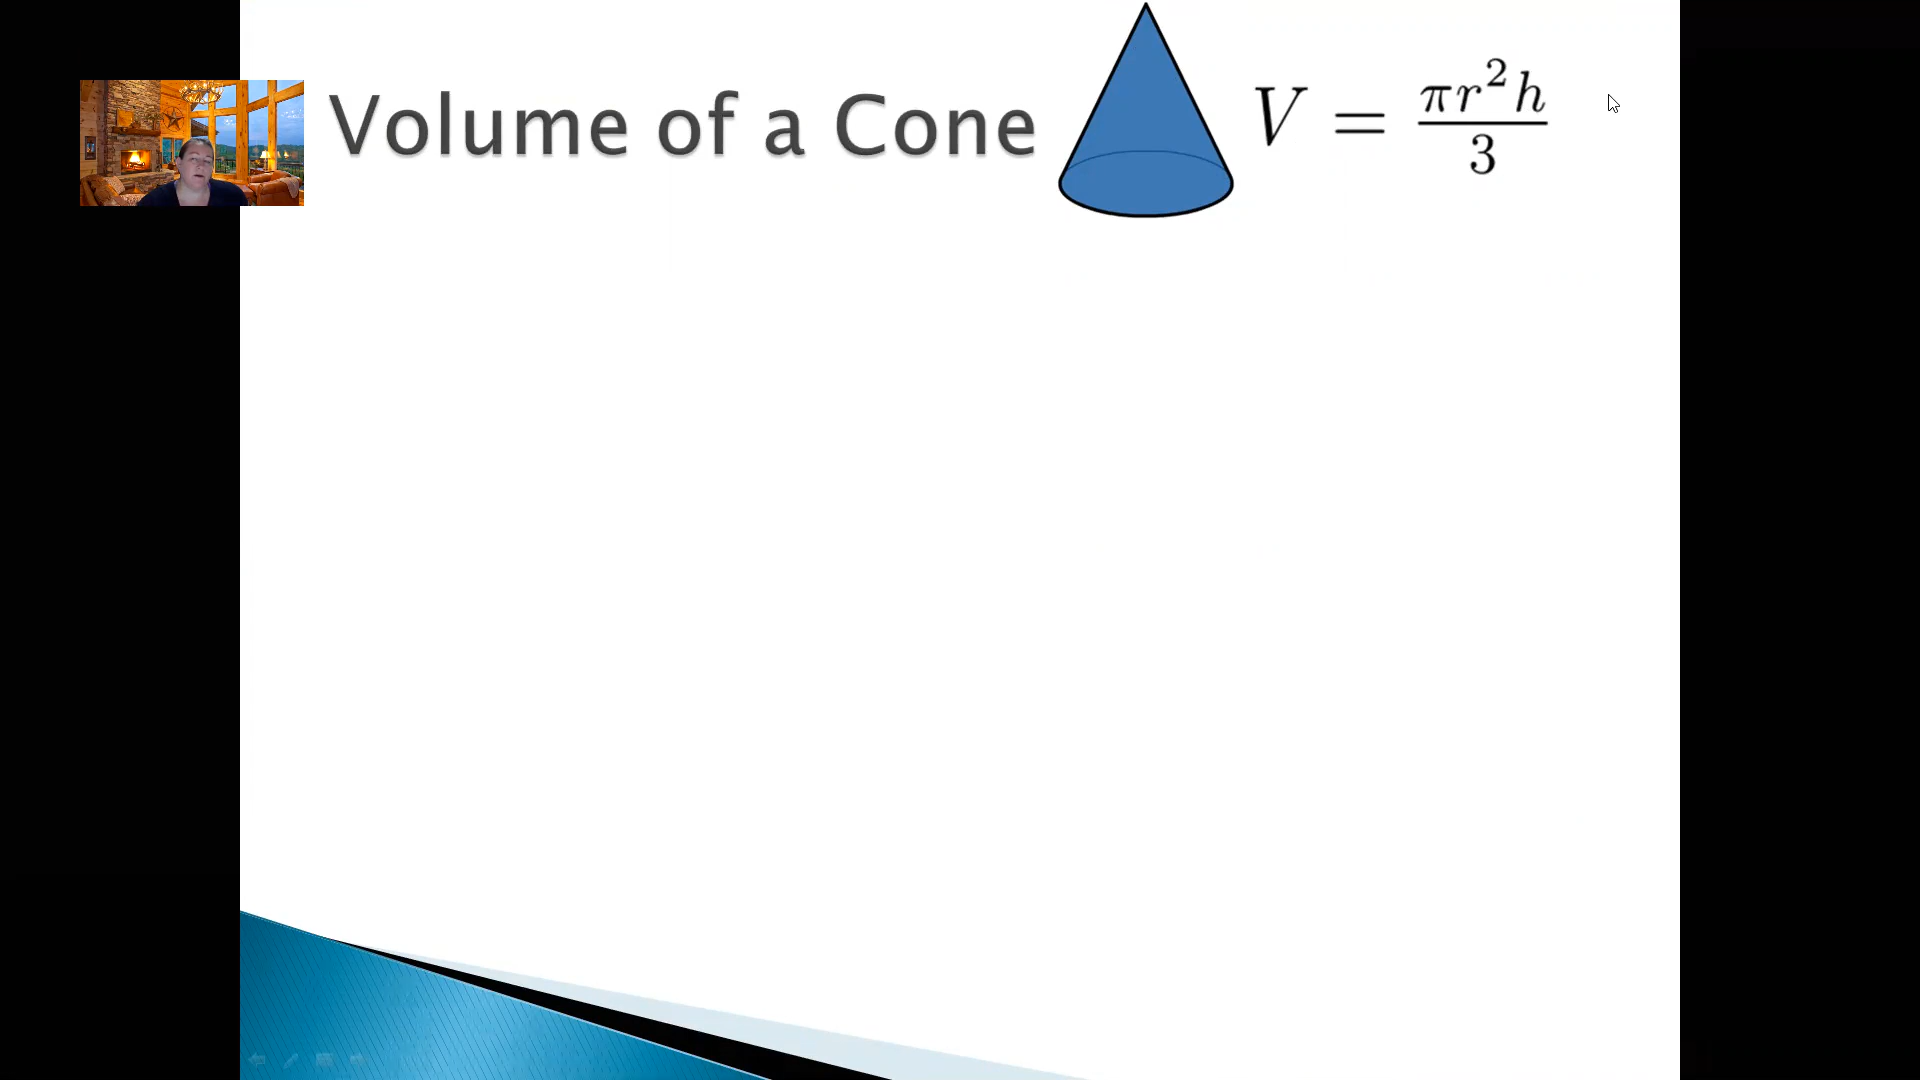 Volume of a Cone
V = πr²h/3